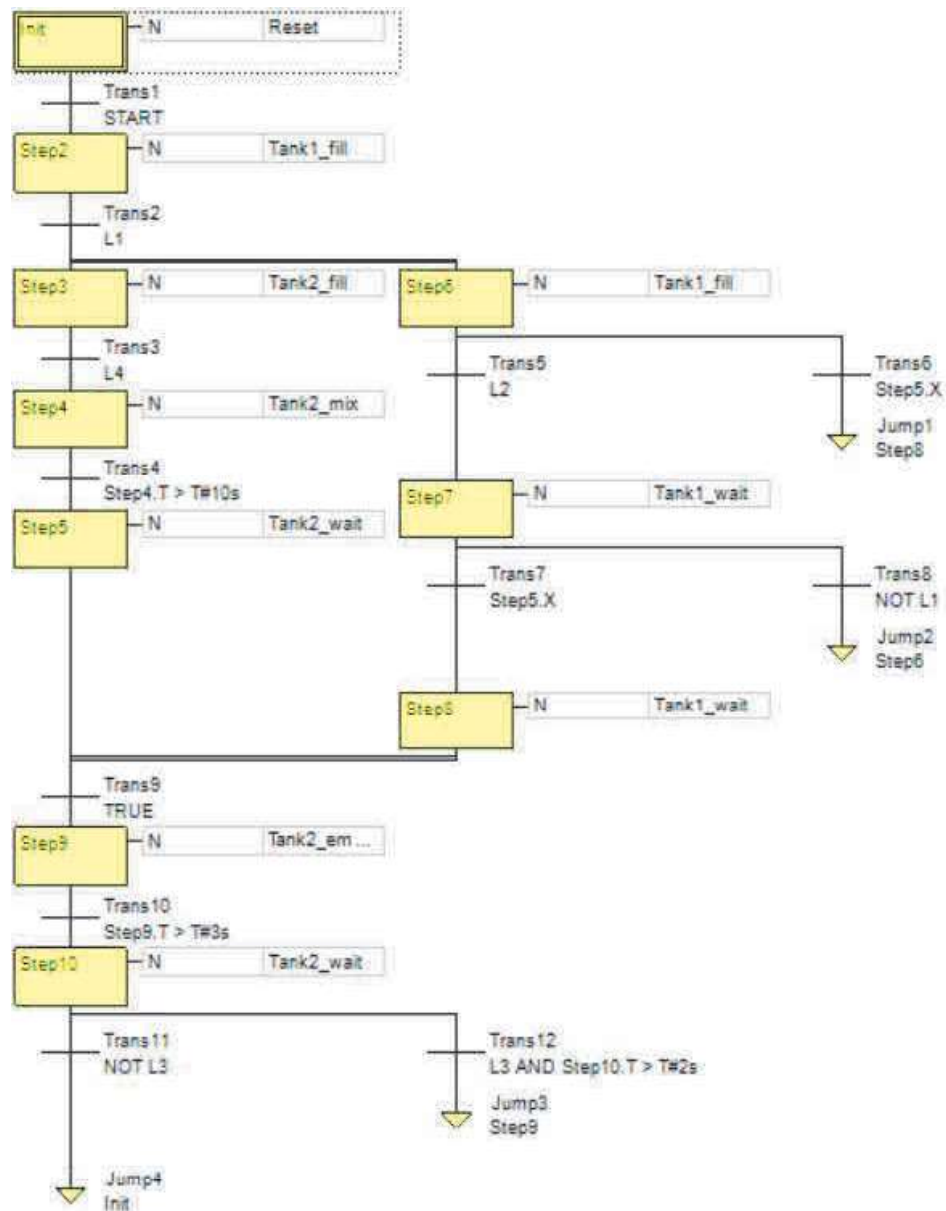 Init
N Reset
Trans1
START
Step2
N Tank1_fill
Trans2
L1
Step3
N Tank2_fill
Step6
N Tank1_fill
Trans3
L4
Trans5
L2
Trans6
Step5.X
Jump1
Step8
Step4
N Tank2_mix
Trans4
Step4.T > T#10s
Step5
N Tank2_wait
Step7
N Tank1_wait
Trans7
Step5.X
Trans8
NOT L1
Jump2
Step6
Step8
N Tank1_wait
Trans9
TRUE
Step9
N Tank2_em ...
Trans10
Step9.T > T#3s
Step10
N Tank2_wait
Trans11
NOT L3
Trans12
L3 AND Step10.T > T#2s
Jump3
Step9
Jump4
Init